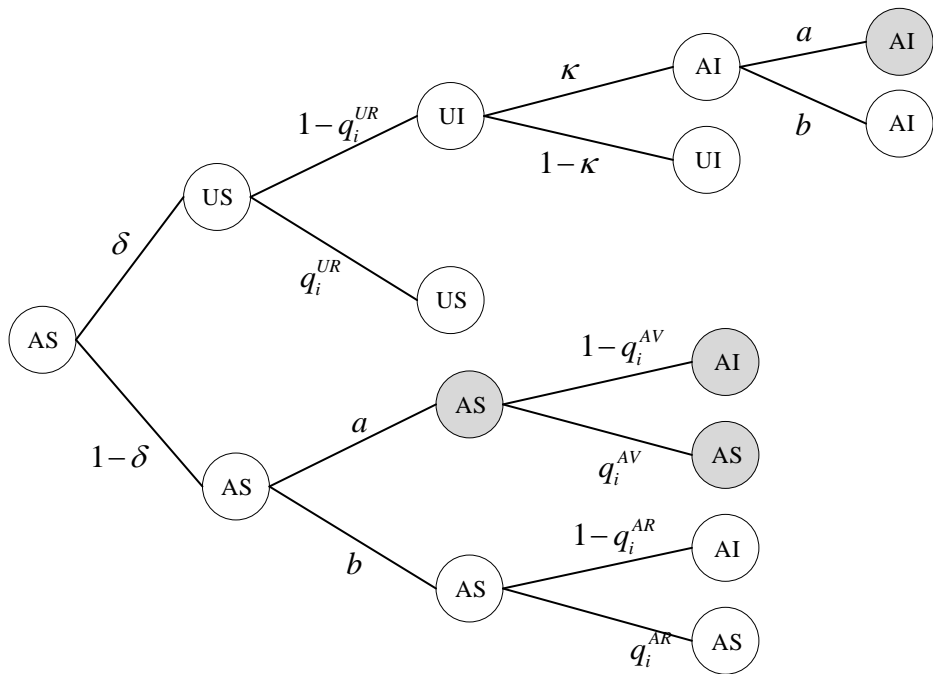 a
AI
κ
AI
1−q_i^{UR}
UI
b
AI
1−κ
UI
US
δ
q_i^{UR}
US
AS
1−q_i^{AV}
AI
a
AS
1−δ
q_i^{AV}
AS
AS
1−q_i^{AR}
AI
b
AS
q_i^{AR}
AS